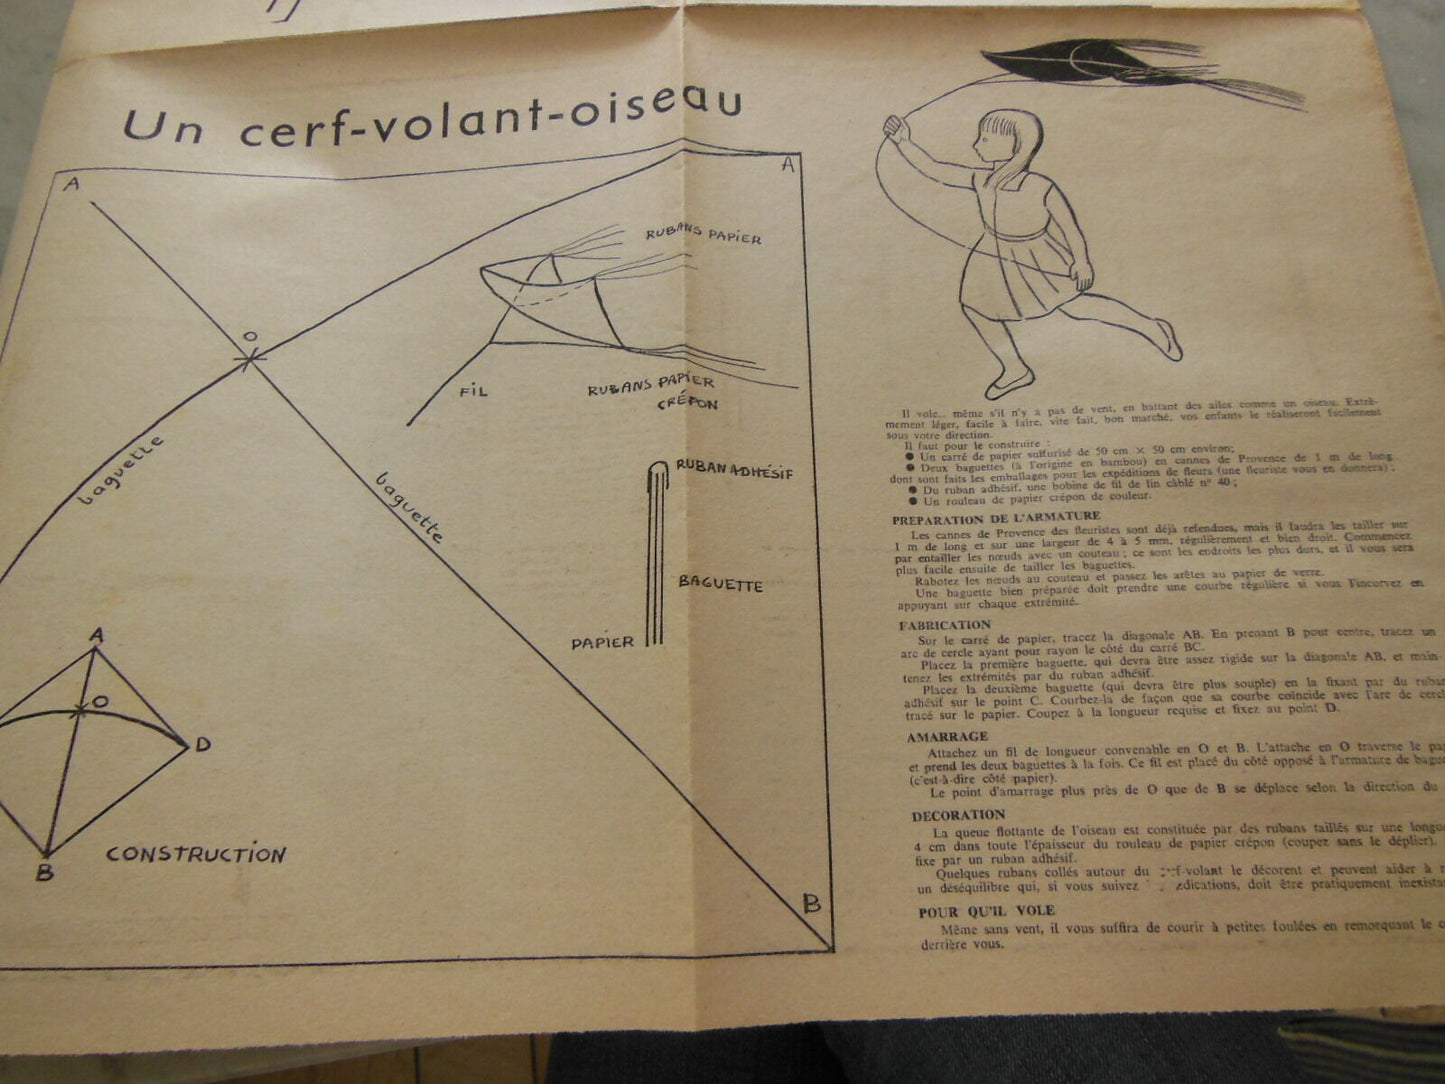 Un cerf-volant-oiseau
A
A
O
RUBANS PAPIER
FIL
RUBANS PAPIER
CRÉPON
baguette
baguette
RUBAN ADHÉSIF
BAGUETTE
PAPIER
A
O
D
B
CONSTRUCTION
B
Il vole... même s'il n'y a pas de vent, en battant des ailes comme un oiseau. Extrê-
mement léger, facile à faire, vite fait, bon marché, vos enfants le réaliseront facilement
sous votre direction.
Il faut pour le construire :
● Un carré de papier sulfurisé de 50 cm × 50 cm environ;
● Deux baguettes (à l'origine en bambou) en cannes de Provence de 1 m de long
dont sont faits les emballages pour les expéditions de fleurs (une fleuriste vous en donnera) ;
● Du ruban adhésif, une bobine de fil de lin câblé n° 40 ;
● Un rouleau de papier crépon de couleur.
PREPARATION DE L'ARMATURE
Les cannes de Provence des fleuristes sont déjà refendues, mais il faudra les tailler sur
1 m de long et sur une largeur de 4 à 5 mm, régulièrement et bien droit. Commencez
par entailler les nœuds avec un couteau ; ce sont les endroits les plus durs, et il vous sera
plus facile ensuite de tailler les baguettes.
Rabotez les nœuds au couteau et passez les arêtes au papier de verre.
Une baguette bien préparée doit prendre une courbe régulière si vous l'incurvez en
appuyant sur chaque extrémité.
FABRICATION
Sur le carré de papier, tracez la diagonale AB. En prenant B pour centre, tracez un
arc de cercle ayant pour rayon le côté du carré BC.
Placez la première baguette, qui devra être assez rigide sur la diagonale AB, et main-
tenez les extrémités par du ruban adhésif.
Placez la deuxième baguette (qui devra être plus souple) en la fixant par du ruban
adhésif sur le point C. Courbez-la de façon que sa courbe coïncide avec l'arc de cercl
tracé sur le papier. Coupez à la longueur requise et fixez au point D.
AMARRAGE
Attachez un fil de longueur convenable en O et B. L'attache en O traverse le pa
et prend les deux baguettes à la fois. Ce fil est placé du côté opposé à l'armature de bague
(c'est-à-dire côté papier).
Le point d'amarrage plus près de O que de B se déplace selon la direction du
DECORATION
La queue flottante de l'oiseau est constituée par des rubans taillés sur une longu
4 cm dans toute l'épaisseur du rouleau de papier crépon (coupez sans le déplier).
fixe par un ruban adhésif.
Quelques rubans collés autour du rf-volant le décorent et peuvent aider à
un déséquilibre qui, si vous suivez dications, doit être pratiquement inexista
POUR QU'IL VOLE
Même sans vent, il vous suffira de courir à petites foulées en remorquant le c
derrière vous.